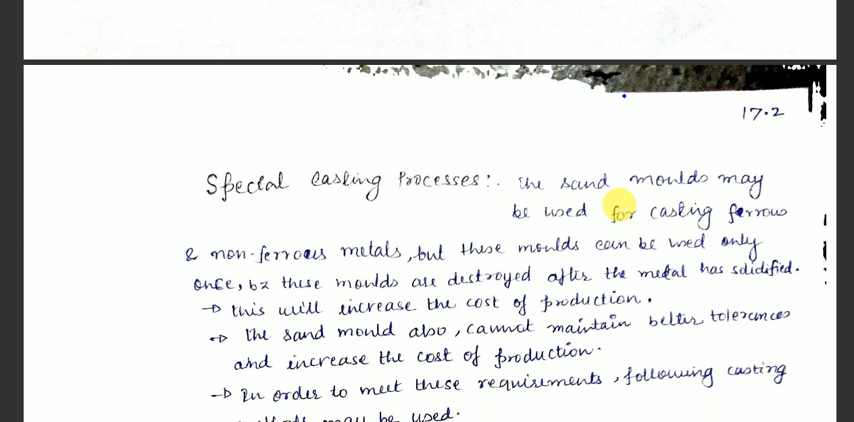 17.2
Special Casting Processes:. The sand moulds may
be used for casting ferrous
& non-ferrous metals, but these moulds can be used only
once, bz these moulds are destroyed after the metal has solidified.
→ this will increase the cost of production.
→ The sand mould also, cannot maintain better tolerances
and increase the cost of production.
→ In order to meet these requirements, following casting
may be used.